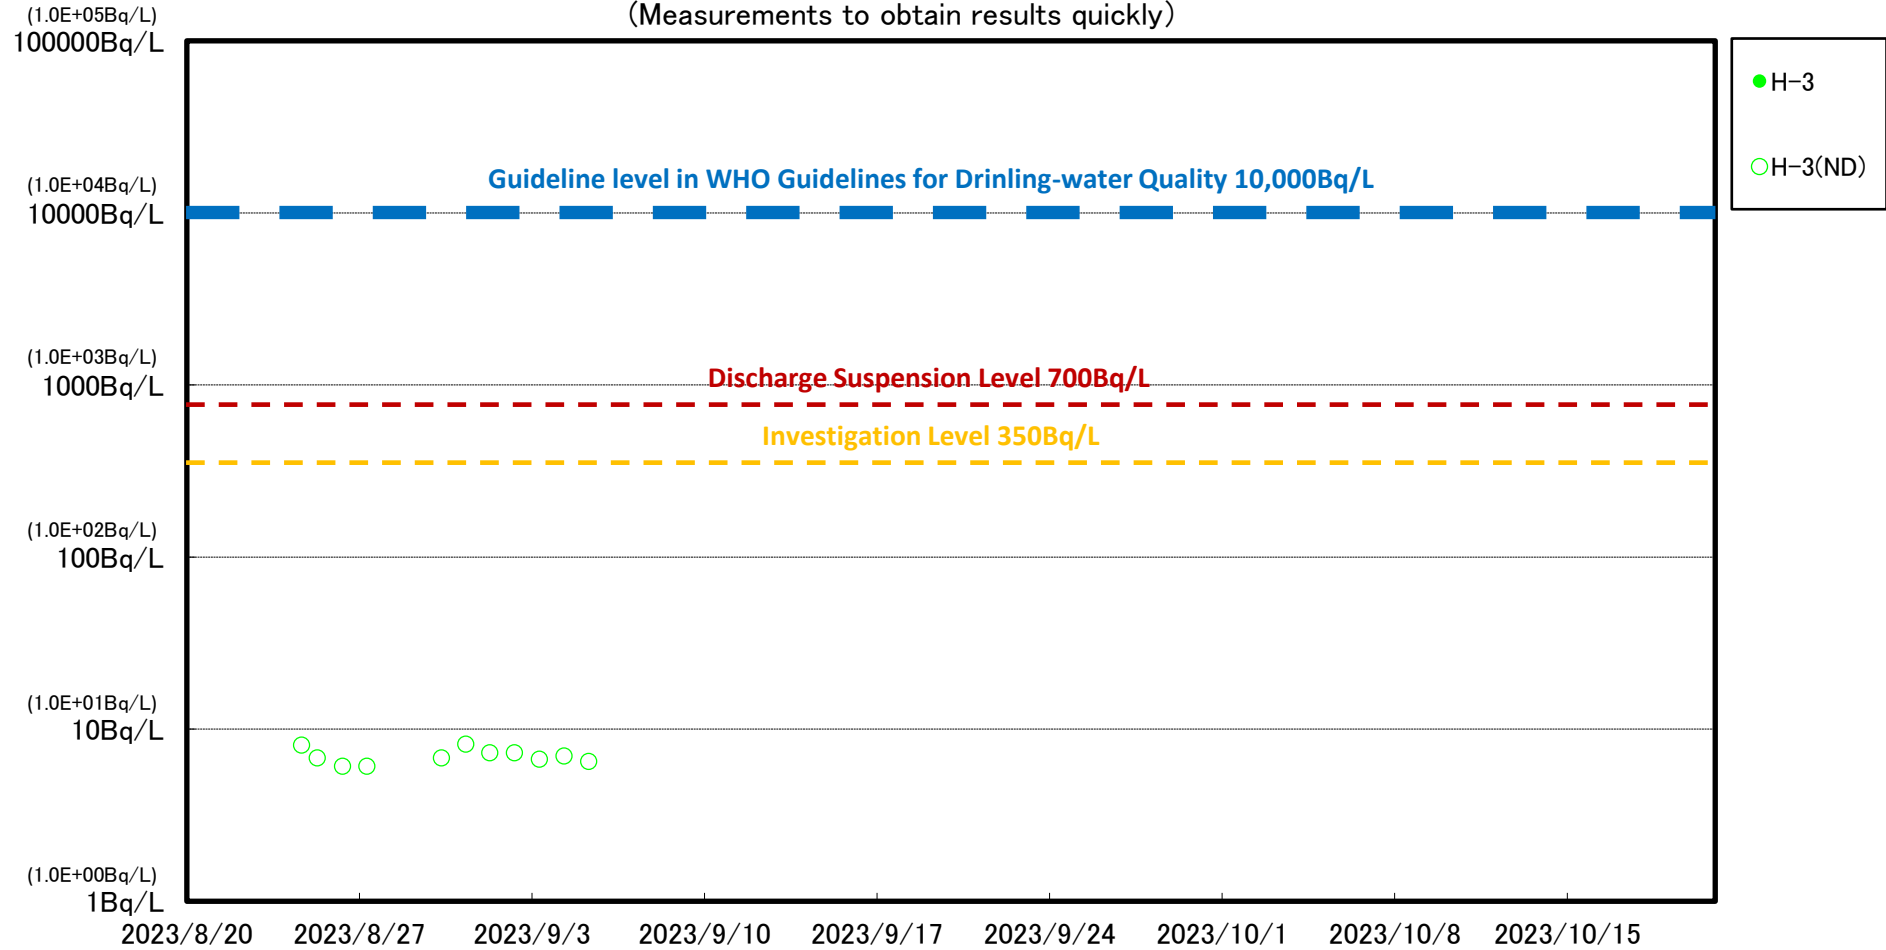 (Measurements to obtain results quickly)
(1.0E+05Bq/L)
100000Bq/L
H-3
H-3(ND)
Guideline level in WHO Guidelines for Drinling-water Quality 10,000Bq/L
(1.0E+04Bq/L)
10000Bq/L
(1.0E+03Bq/L)
1000Bq/L
Discharge Suspension Level 700Bq/L
Investigation Level 350Bq/L
(1.0E+02Bq/L)
100Bq/L
(1.0E+01Bq/L)
10Bq/L
(1.0E+00Bq/L)
1Bq/L
2023/8/20 2023/8/27 2023/9/3 2023/9/10 2023/9/17 2023/9/24 2023/10/1 2023/10/8 2023/10/15